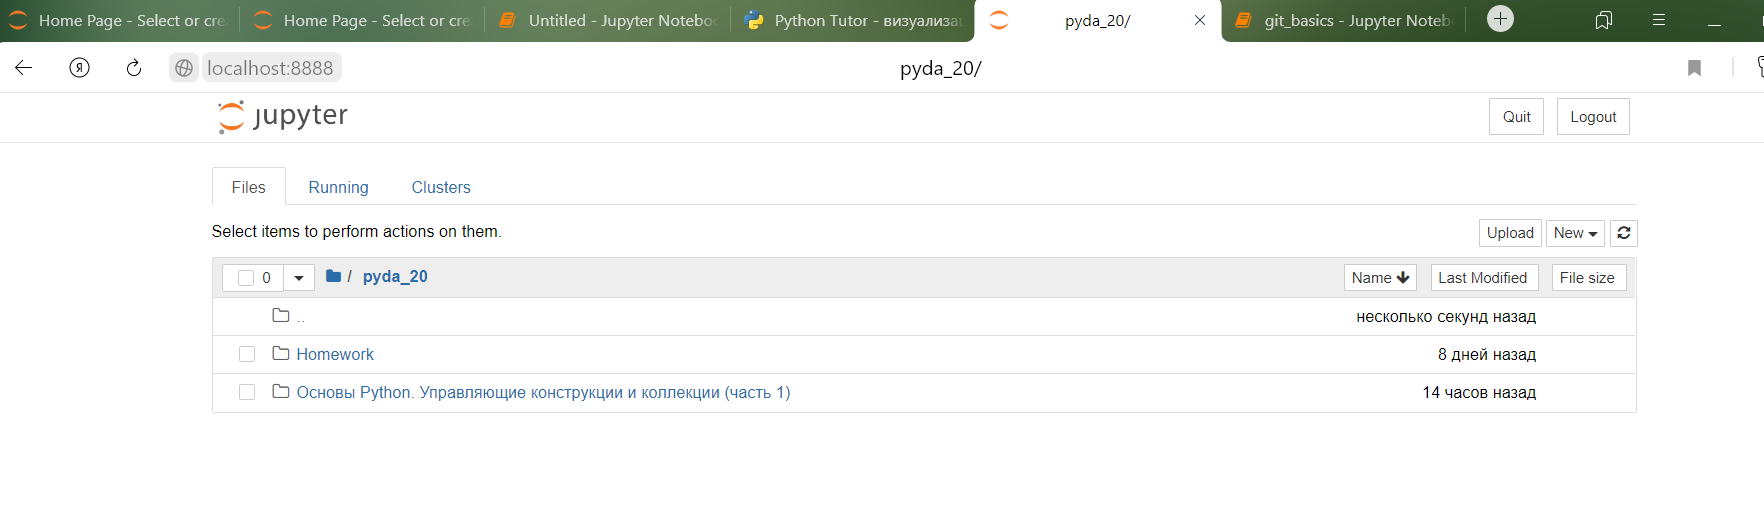 Home Page - Select or cre
Home Page - Select or cre
Untitled - Jupyter Notebo
Python Tutor - визуализа
pyda_20/
git_basics - Jupyter Noteb
localhost:8888
pyda_20/
jupyter
Quit
Logout
Files
Running
Clusters
Select items to perform actions on them.
Upload
New
0
/ pyda_20
Name
Last Modified
File size
..
несколько секунд назад
Homework
8 дней назад
Основы Python. Управляющие конструкции и коллекции (часть 1)
14 часов назад